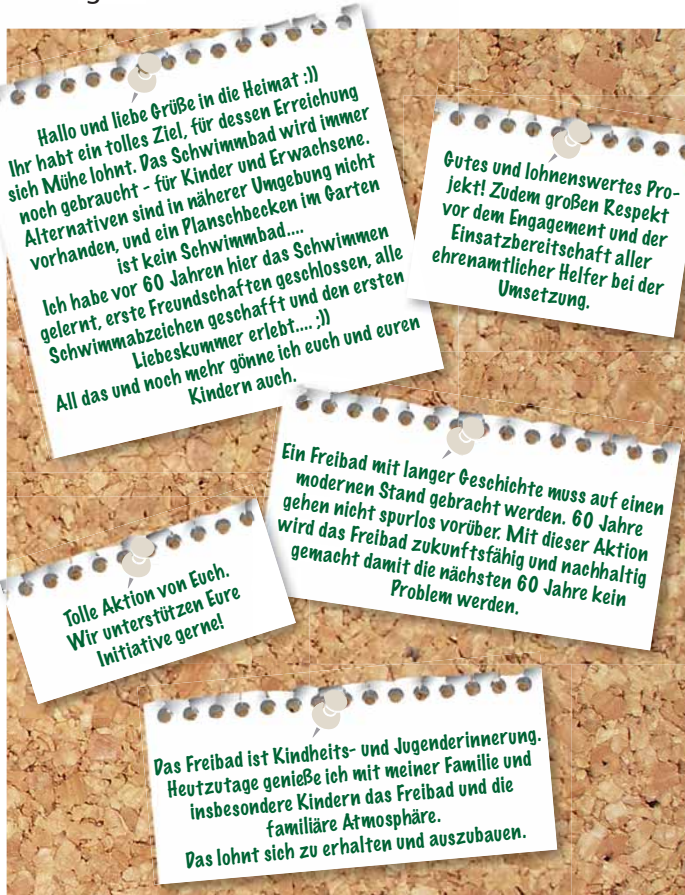 Hallo und liebe Grüße in die Heimat :))
Ihr habt ein tolles Ziel, für dessen Erreichung
sich Mühe lohnt. Das Schwimmbad wird immer
noch gebraucht - für Kinder und Erwachsene.
Alternativen sind in näherer Umgebung nicht
vorhanden, und ein Planschbecken im Garten
ist kein Schwimmbad....
Ich habe vor 60 Jahren hier das Schwimmen
gelernt, erste Freundschaften geschlossen, alle
Schwimmabzeichen geschafft und den ersten
Liebeskummer erlebt.... ;))
All das und noch mehr gönne ich euch und euren
Kindern auch.
Gutes und lohnenswertes Pro-
jekt! Zudem großen Respekt
vor dem Engagement und der
Einsatzbereitschaft aller
ehrenamtlicher Helfer bei der
Umsetzung.
Ein Freibad mit langer Geschichte muss auf einen
modernen Stand gebracht werden. 60 Jahre
gehen nicht spurlos vorüber. Mit dieser Aktion
wird das Freibad zukunftsfähig und nachhaltig
gemacht damit die nächsten 60 Jahre kein
Problem werden.
Tolle Aktion von Euch.
Wir unterstützen Eure
Initiative gerne!
Das Freibad ist Kindheits- und Jugenderinnerung.
Heutzutage genieße ich mit meiner Familie und
insbesondere Kindern das Freibad und die
familiäre Atmosphäre.
Das lohnt sich zu erhalten und auszubauen.